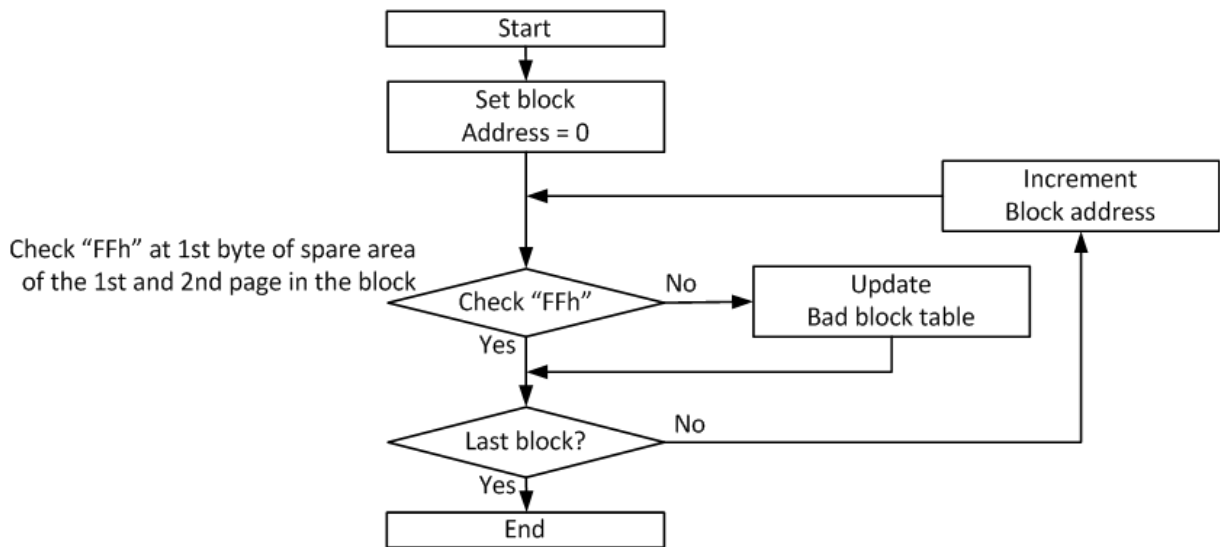 Start
Set block
Address = 0
Increment
Block address
Check “FFh” at 1st byte of spare area
of the 1st and 2nd page in the block
Check “FFh”
No
Update
Bad block table
Yes
Last block?
No
Yes
End